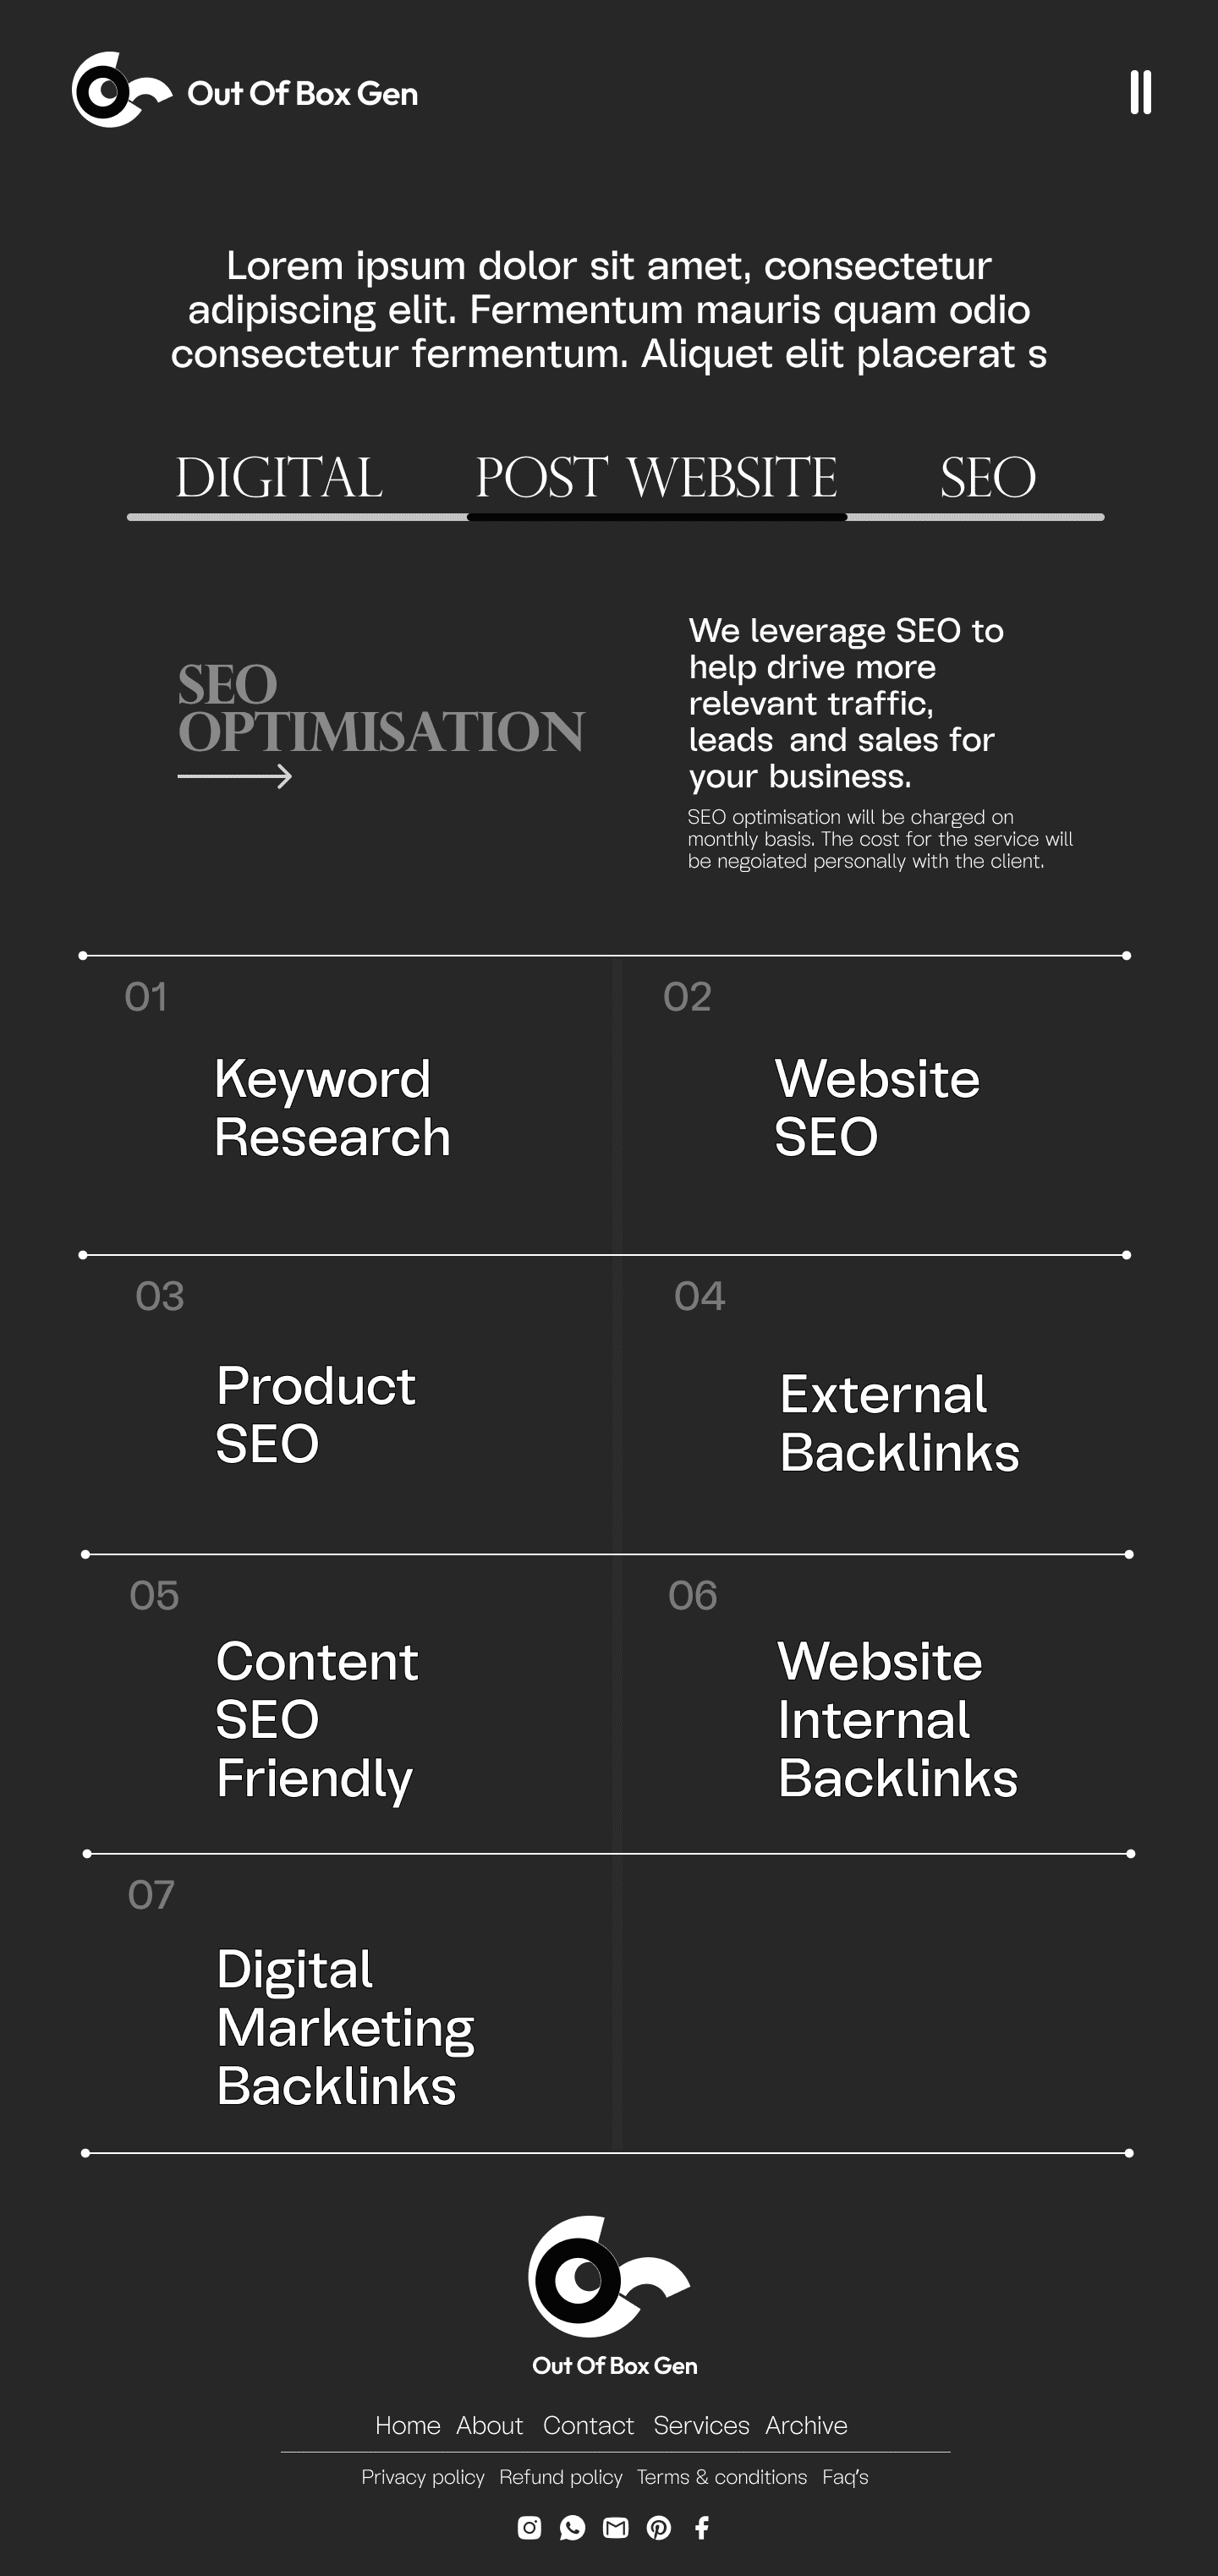 Out Of Box Gen
Lorem ipsum dolor sit amet, consectetur
adipiscing elit. Fermentum mauris quam odio
consectetur fermentum. Aliquet elit placerat s
DIGITAL POST WEBSITE SEO
SEO
OPTIMISATION
We leverage SEO to
help drive more
relevant traffic,
leads and sales for
your business.
SEO optimisation will be charged on
monthly basis. The cost for the service will
be negoiated personally with the client.
01
Keyword
Research
02
Website
SEO
03
Product
SEO
04
External
Backlinks
05
Content
SEO
Friendly
06
Website
Internal
Backlinks
07
Digital
Marketing
Backlinks
Out Of Box Gen
Home About Contact Services Archive
Privacy policy Refund policy Terms & conditions Faq's